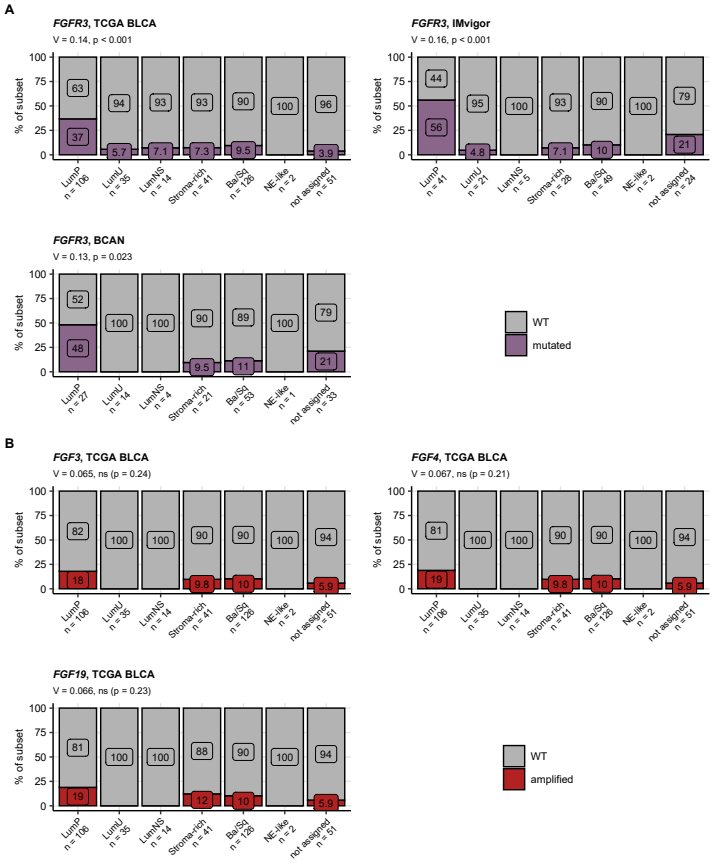 A
FGFR3, TCGA BLCA
V = 0.14, p < 0.001
% of subset
100
75
50
25
0
63
94
93
93
90
100
96
37
5.7
7.1
7.3
9.5
3.9
LumP
n = 106
LumU
n = 35
LumNS
n = 14
Stroma-rich
n = 41
Ba/Sq
n = 126
NE-like
n = 2
not assigned
n = 51
FGFR3, IMvigor
V = 0.16, p < 0.001
% of subset
100
75
50
25
0
44
95
100
93
90
100
79
56
4.8
7.1
10
21
LumP
n = 41
LumU
n = 21
LumNS
n = 5
Stroma-rich
n = 28
Ba/Sq
n = 49
NE-like
n = 2
not assigned
n = 24
FGFR3, BCAN
V = 0.13, p = 0.023
% of subset
100
75
50
25
0
52
100
100
90
89
100
79
48
9.5
11
21
LumP
n = 27
LumU
n = 14
LumNS
n = 4
Stroma-rich
n = 21
Ba/Sq
n = 53
NE-like
n = 1
not assigned
n = 33
WT
mutated
B
FGF3, TCGA BLCA
V = 0.065, ns (p = 0.24)
% of subset
100
75
50
25
0
82
100
100
90
90
100
94
18
9.8
10
5.9
LumP
n = 106
LumU
n = 35
LumNS
n = 14
Stroma-rich
n = 41
Ba/Sq
n = 126
NE-like
n = 2
not assigned
n = 51
FGF4, TCGA BLCA
V = 0.067, ns (p = 0.21)
% of subset
100
75
50
25
0
81
100
100
90
90
100
94
19
9.8
10
5.9
LumP
n = 106
LumU
n = 35
LumNS
n = 14
Stroma-rich
n = 41
Ba/Sq
n = 126
NE-like
n = 2
not assigned
n = 51
FGF19, TCGA BLCA
V = 0.066, ns (p = 0.23)
% of subset
100
75
50
25
0
81
100
100
88
90
100
94
19
12
10
5.9
LumP
n = 106
LumU
n = 35
LumNS
n = 14
Stroma-rich
n = 41
Ba/Sq
n = 126
NE-like
n = 2
not assigned
n = 51
WT
amplified